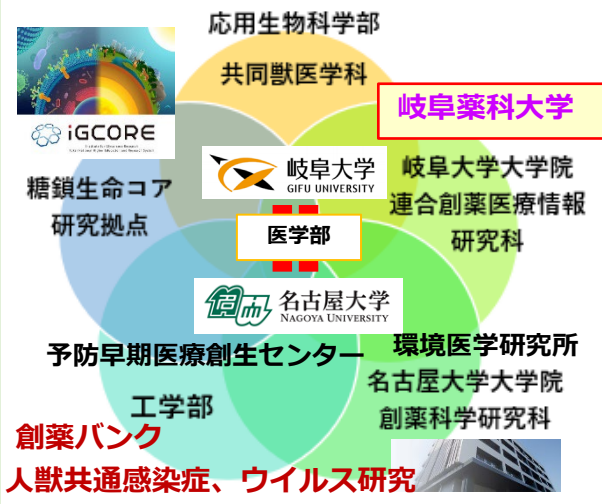 応用生物科学部
共同獣医学科
iGCORE
岐阜薬科大学
糖鎖生命コア
研究拠点
岐阜大学
GIFU UNIVERSITY
岐阜大学大学院
連合創薬医療情報
研究科
医学部
名古屋大学
NAGOYA UNIVERSITY
予防早期医療創生センター
環境医学研究所
名古屋大学大学院
創薬科学研究科
工学部
創薬バンク
人獣共通感染症、ウイルス研究